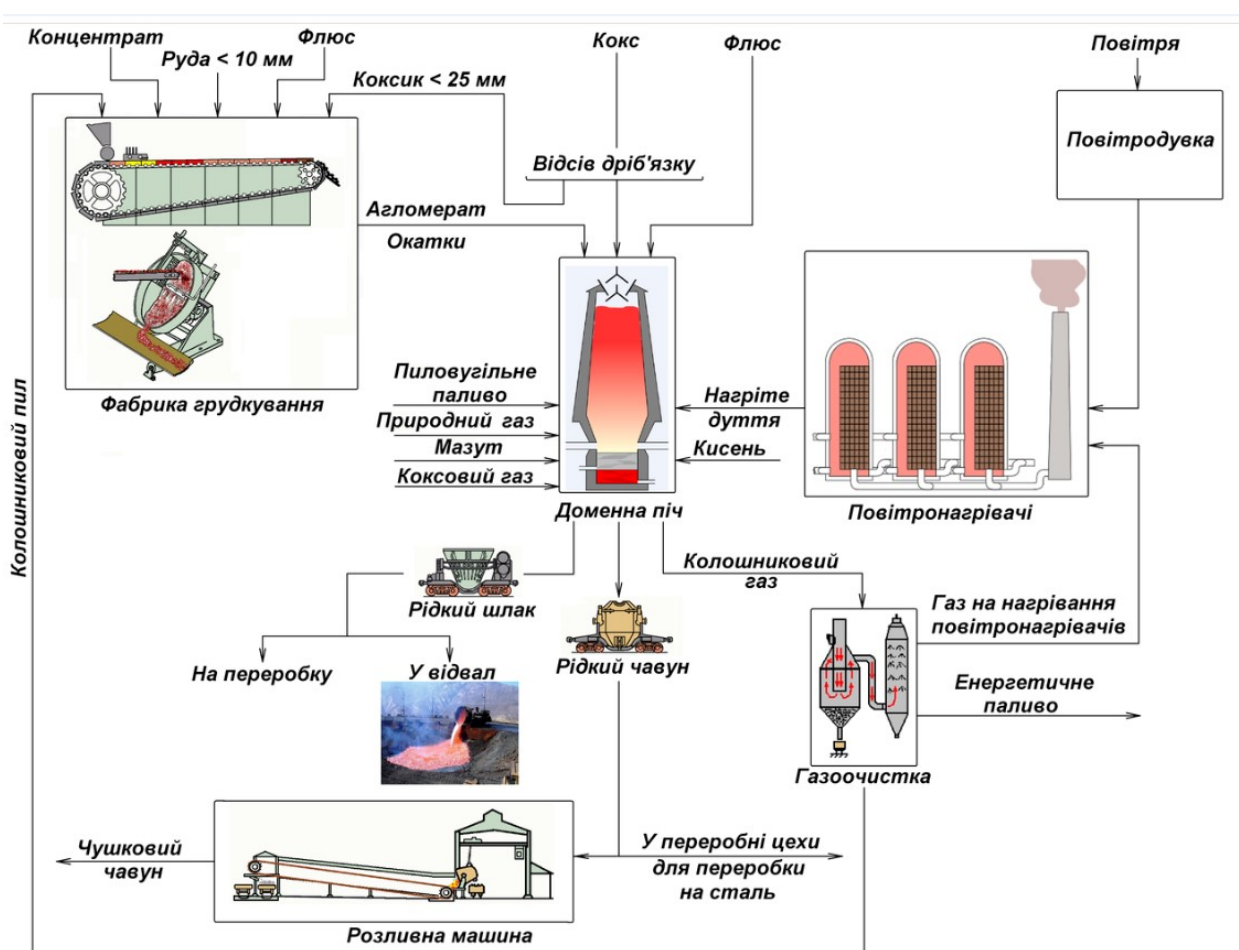 Концентрат
Флюс
Кокс
Флюс
Повітря
Руда < 10 мм
Коксик < 25 мм
Повітродувка
Відсів дріб'язку
Агломерат
Окатки
Пиловугільне
паливо
Природний газ
Мазут
Коксовий газ
Нагріте
дуття
Кисень
Фабрика грудкування
Колошниковий пил
Доменна піч
Повітронагрівачі
Колошниковий
газ
Рідкий шлак
Рідкий чавун
Газ на нагрівання
повітронагрівачів
На переробку
У відвал
Енергетичне
паливо
Газоочистка
Чушковий
чавун
У переробні цехи
для переробки
на сталь
Розливна машина